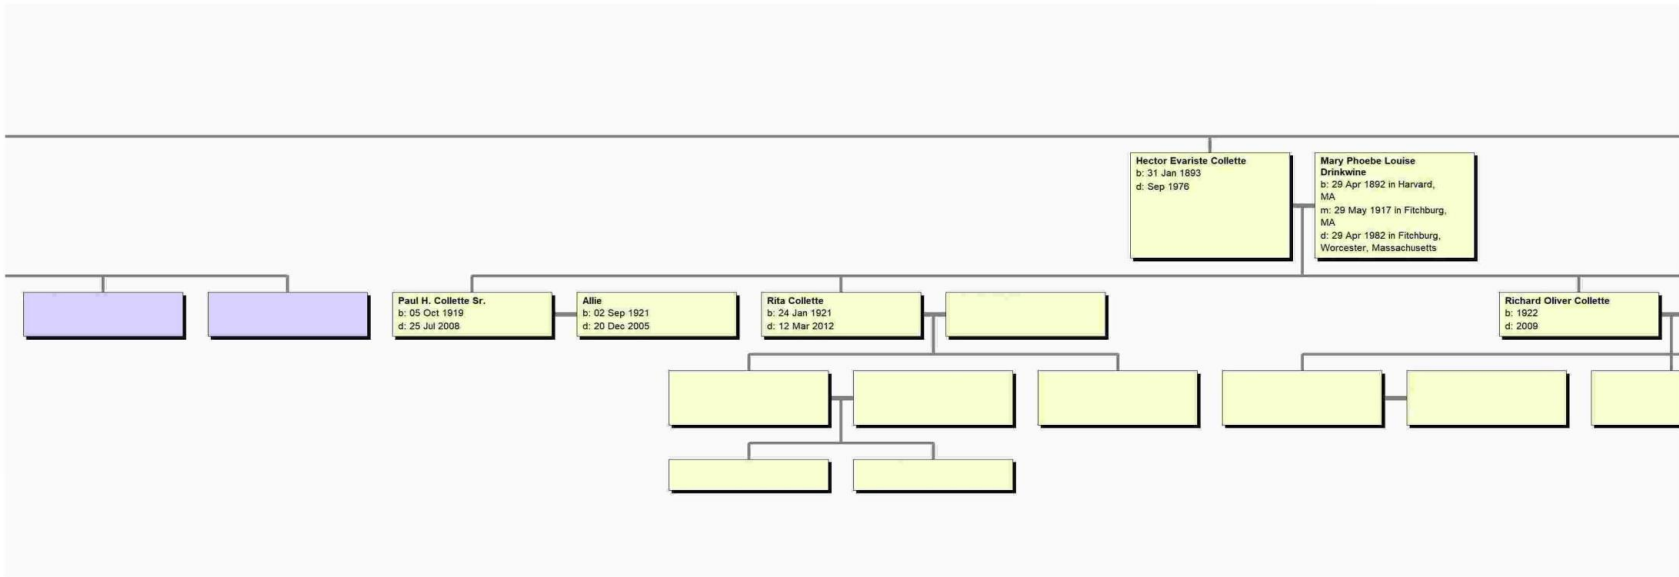 Hector Evariste Collette
b: 31 Jan 1893
d: Sep 1976
Mary Phoebe Louise
Drinkwine
b: 29 Apr 1892 in Harvard,
MA
m: 29 May 1917 in Fitchburg,
MA
d: 29 Apr 1982 in Fitchburg,
Worcester, Massachusetts
Paul H. Collette Sr.
b: 05 Oct 1919
d: 25 Jul 2008
Allie
b: 02 Sep 1921
d: 20 Dec 2005
Rita Collette
b: 24 Jan 1921
d: 12 Mar 2012
Richard Oliver Collette
b: 1922
d: 2009